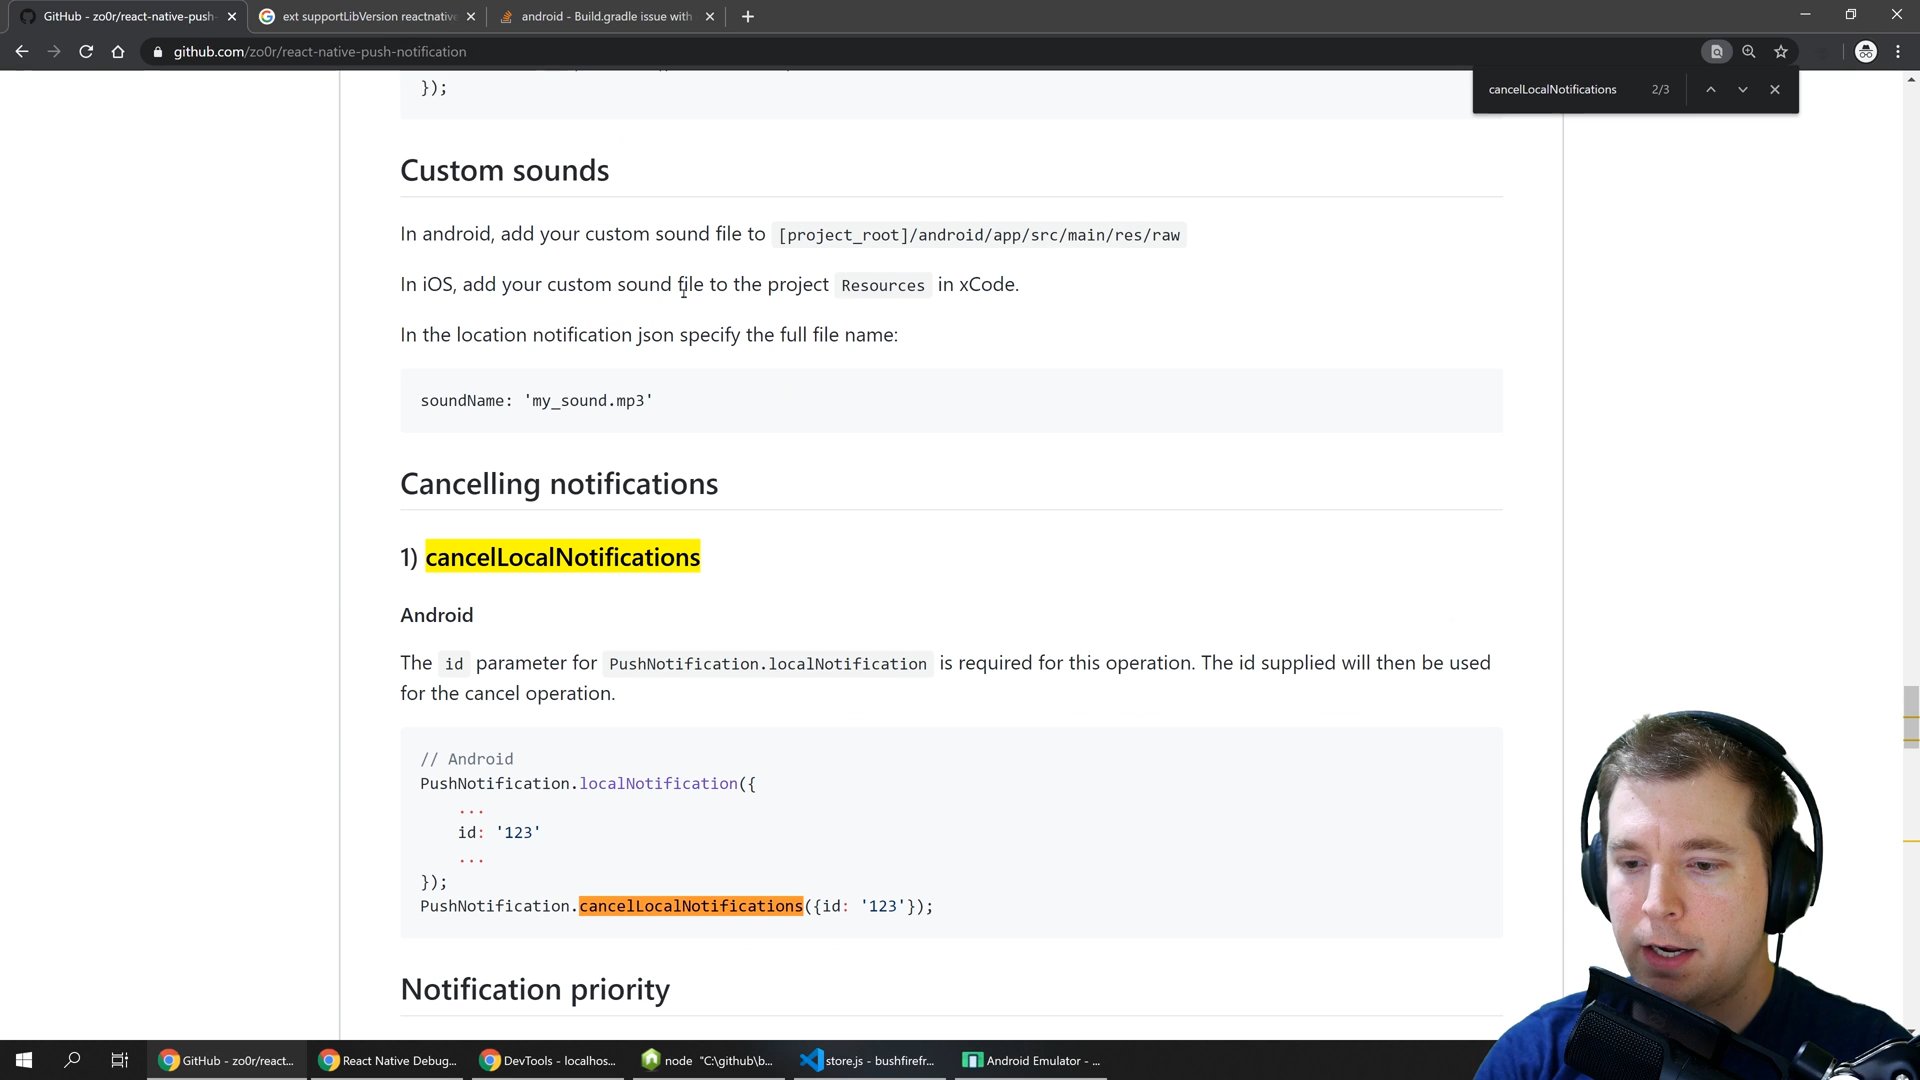 GitHub - zo0r/react-native-push-
ext supportLibVersion reactnative
android - Build.gradle issue with
github.com/zo0r/react-native-push-notification
cancelLocalNotifications 2/3
});
Custom sounds
In android, add your custom sound file to [project_root]/android/app/src/main/res/raw
In iOS, add your custom sound file to the project Resources in xCode.
In the location notification json specify the full file name:
soundName: 'my_sound.mp3'
Cancelling notifications
1) cancelLocalNotifications
Android
The id parameter for PushNotification.localNotification is required for this operation. The id supplied will then be used
for the cancel operation.
// Android
PushNotification.localNotification({
...
id: '123'
...
});
PushNotification.cancelLocalNotifications({id: '123'});
Notification priority
GitHub - zo0r/react...
React Native Debug...
DevTools - localhos...
node "C:\github\b...
store.js - bushfirefr...
Android Emulator - ...